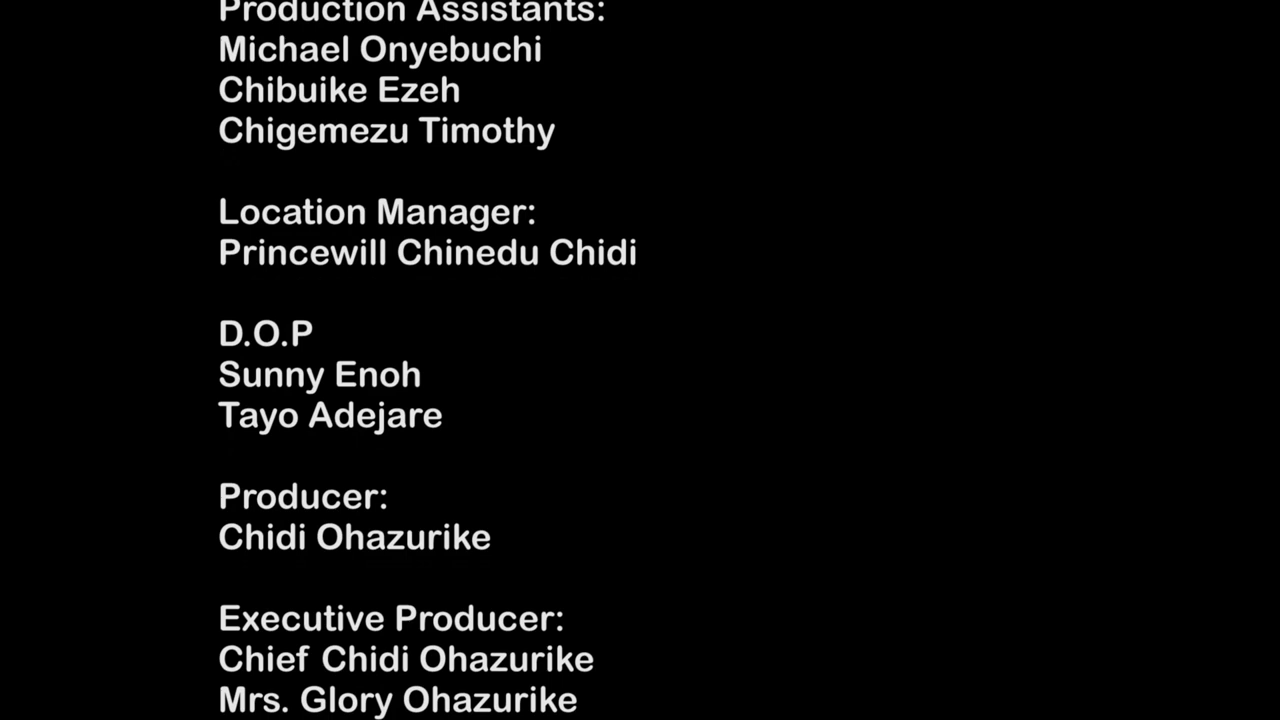 Production Assistants:
Michael Onyebuchi
Chibuike Ezeh
Chigemezu Timothy
Location Manager:
Princewill Chinedu Chidi
D.O.P
Sunny Enoh
Tayo Adejare
Producer:
Chidi Ohazurike
Executive Producer:
Chief Chidi Ohazurike
Mrs. Glory Ohazurike